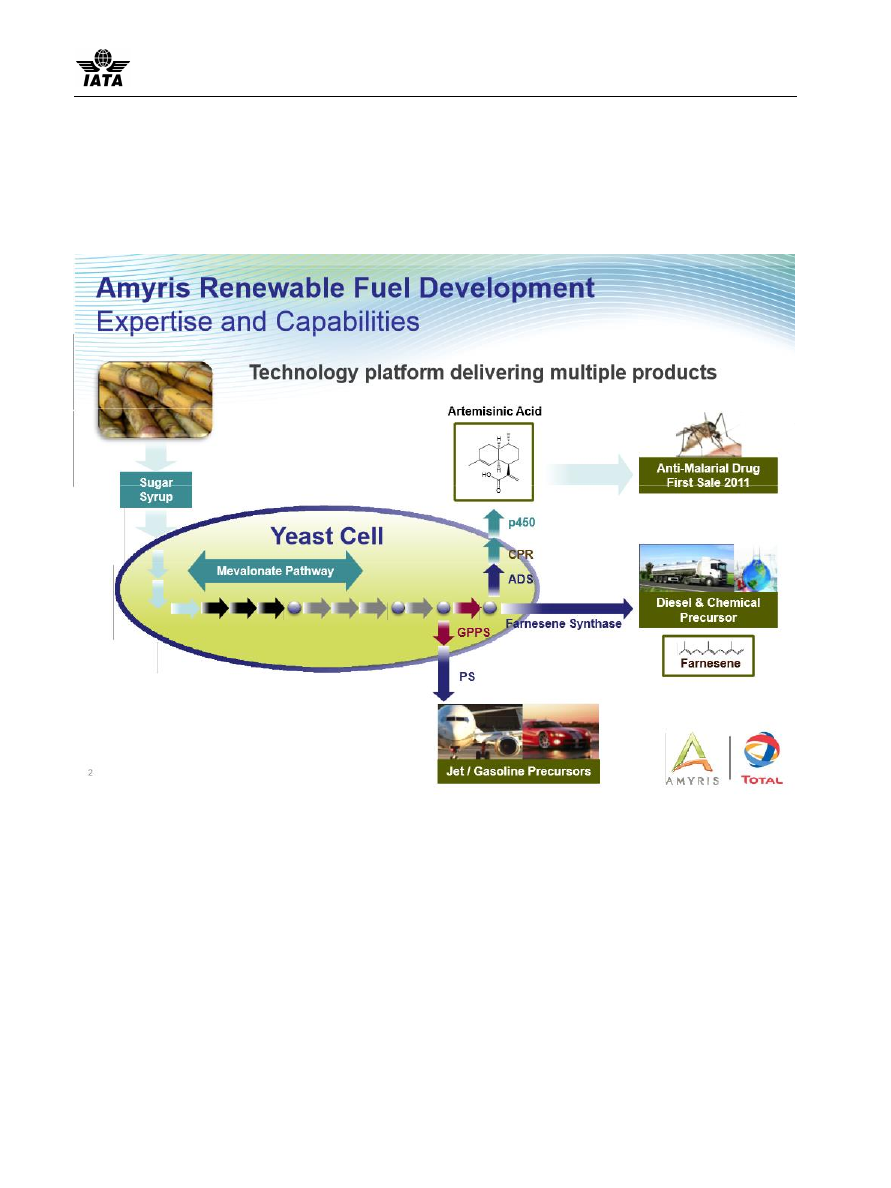 IATA
Amyris Renewable Fuel Development
Expertise and Capabilities
Technology platform delivering multiple products
Artemisinic Acid
H
H
HO
O
Anti-Malarial Drug
First Sale 2011
Sugar
Syrup
p450
Yeast Cell
CPR
Mevalonate Pathway
ADS
Diesel & Chemical
Precursor
Farnesene Synthase
GPPS
Farnesene
PS
Jet / Gasoline Precursors
AMYRIS
TOTAL
2